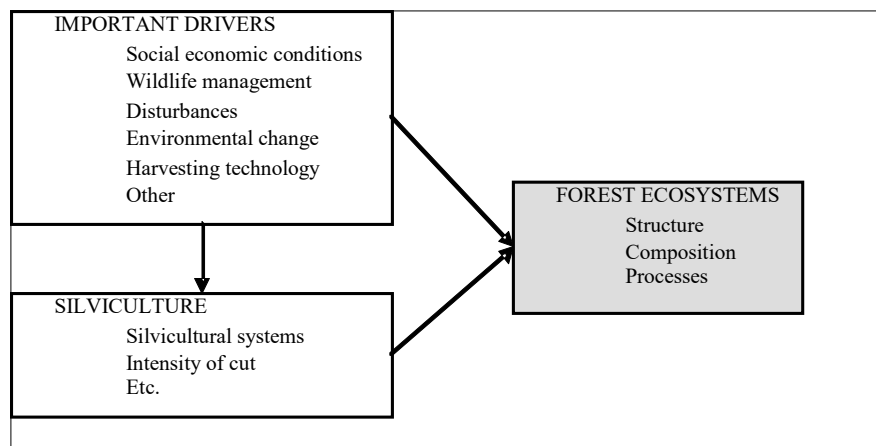 IMPORTANT DRIVERS
Social economic conditions
Wildlife management
Disturbances
Environmental change
Harvesting technology
Other
FOREST ECOSYSTEMS
Structure
Composition
Processes
SILVICULTURE
Silvicultural systems
Intensity of cut
Etc.